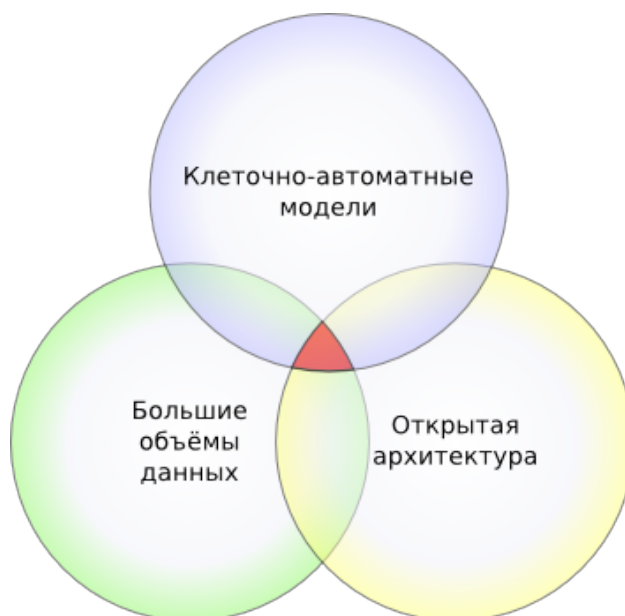 Клеточно-автоматные
модели
Большие
объёмы
данных
Открытая
архитектура